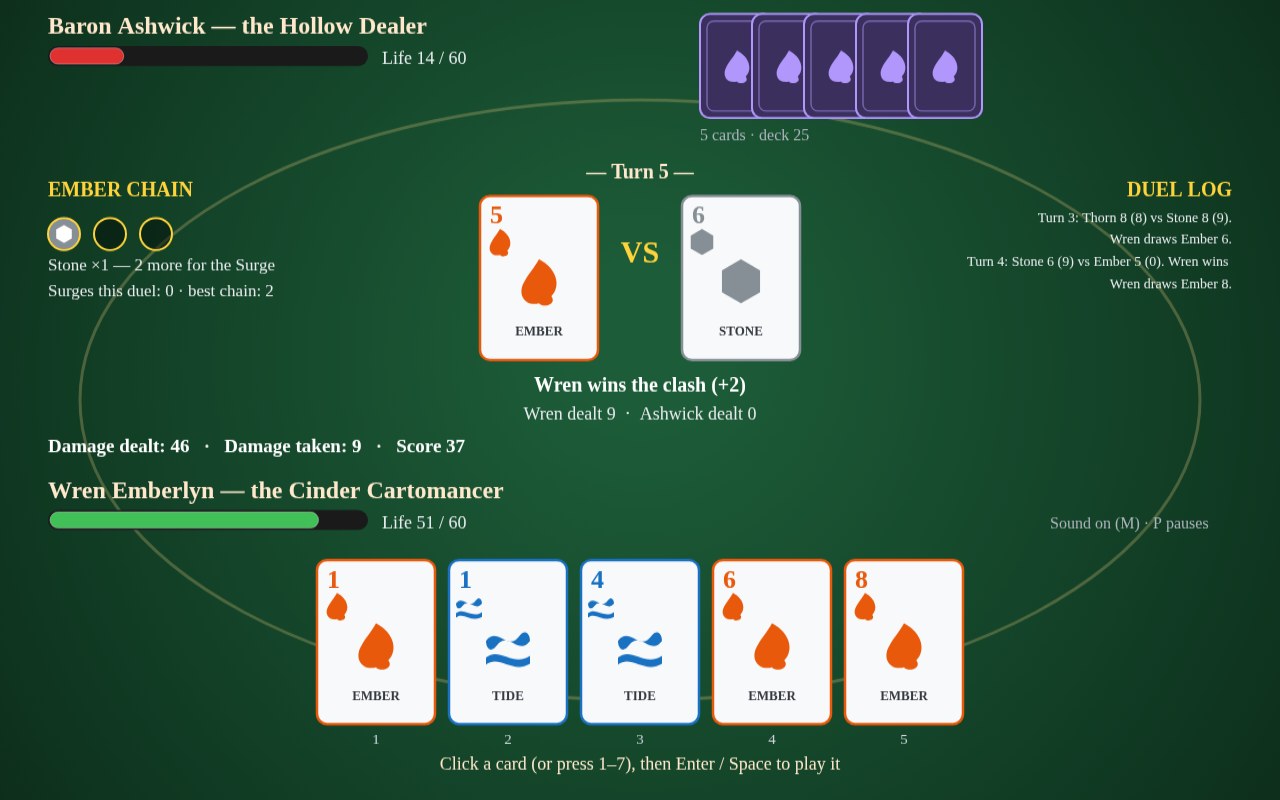 Baron Ashwick — the Hollow Dealer
Life 14 / 60
5 cards · deck 25
— Turn 5 —
EMBER CHAIN
Stone ×1 — 2 more for the Surge
Surges this duel: 0 · best chain: 2
5
EMBER
VS
6
STONE
DUEL LOG
Turn 3: Thorn 8 (8) vs Stone 8 (9).
Wren draws Ember 6.
Turn 4: Stone 6 (9) vs Ember 5 (0). Wren wins
Wren draws Ember 8.
Wren wins the clash (+2)
Wren dealt 9 · Ashwick dealt 0
Damage dealt: 46 · Damage taken: 9 · Score 37
Wren Emberlyn — the Cinder Cartomancer
Life 51 / 60
Sound on (M) · P pauses
1
EMBER
1
TIDE
4
TIDE
6
EMBER
8
EMBER
1 2 3 4 5
Click a card (or press 1–7), then Enter / Space to play it